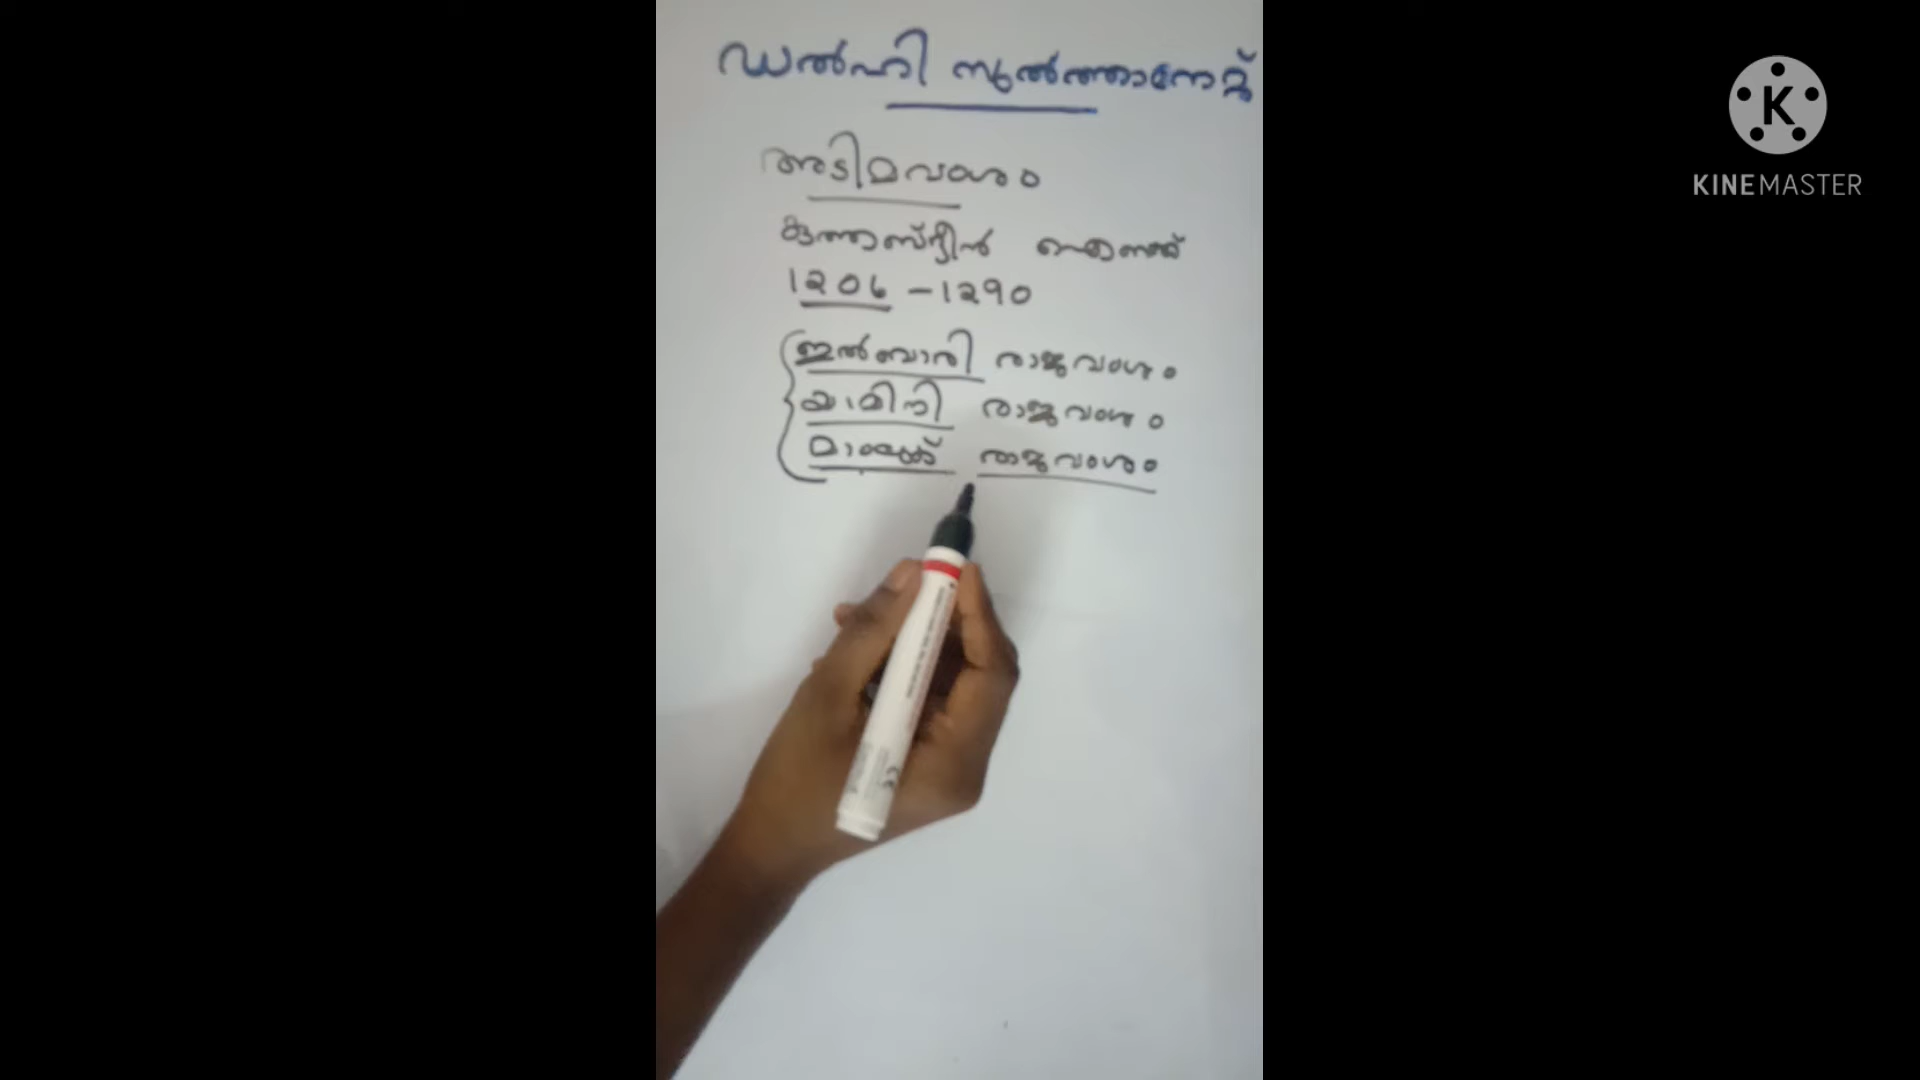 ഡൽഹി സുൽത്താനേറ്റ്
അടിമവംശം
കുത്തബ്ദ്ദീൻ ഐബക്ക്
1206 - 1290
ഇൽബാരി രാജവംശം
യാമിനി രാജവംശം
മാംലൂക്ക് രാജവംശം
KINEMASTER